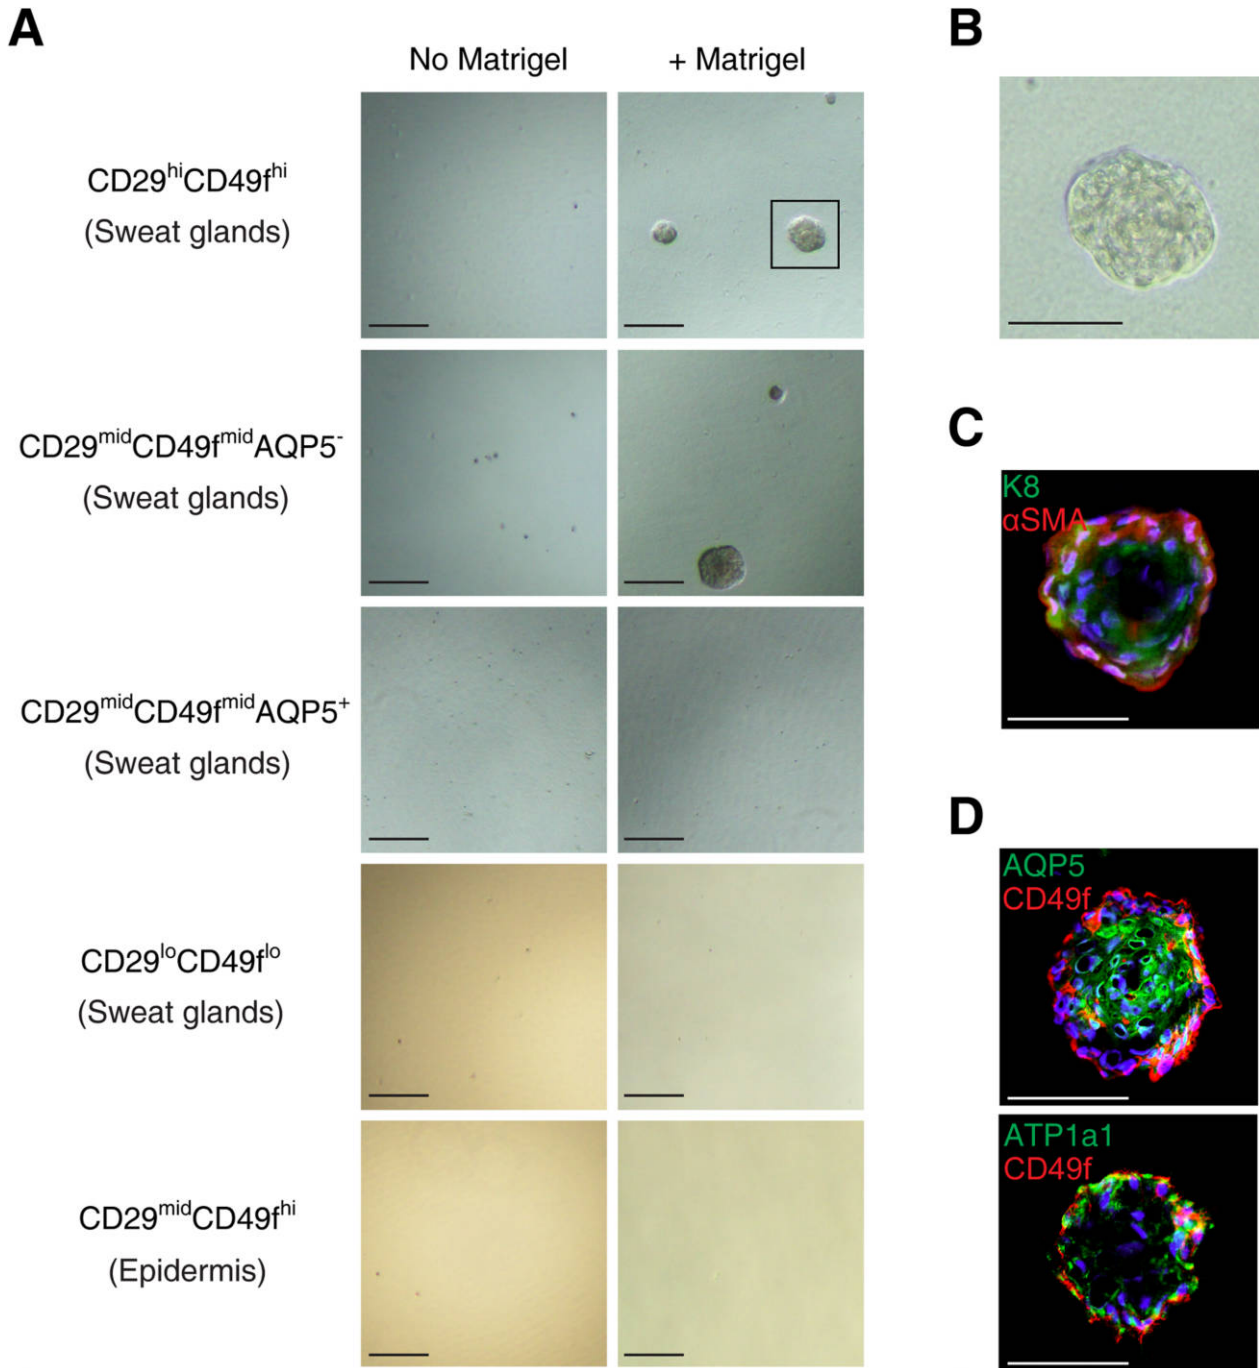 A
No Matrigel
+ Matrigel
CD29hiCD49fhi
(Sweat glands)
CD29midCD49fmidAQP5-
(Sweat glands)
CD29midCD49fmidAQP5+
(Sweat glands)
CD29loCD49flo
(Sweat glands)
CD29midCD49fhi
(Epidermis)
B
C
K8
αSMA
D
AQP5
CD49f
ATP1a1
CD49f